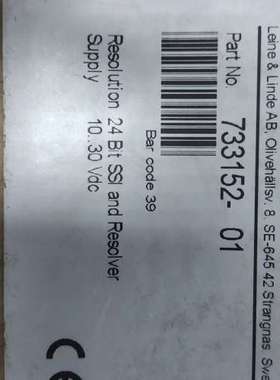 Leine & Linde AB, Olivehällsv. 8, SE-645 42 Strängnäs. Swe
Part No. 733152- 01
Bar code 39
Resolution 24 Bit SSI and Resolver
Supply 10..30 Vdc
CE